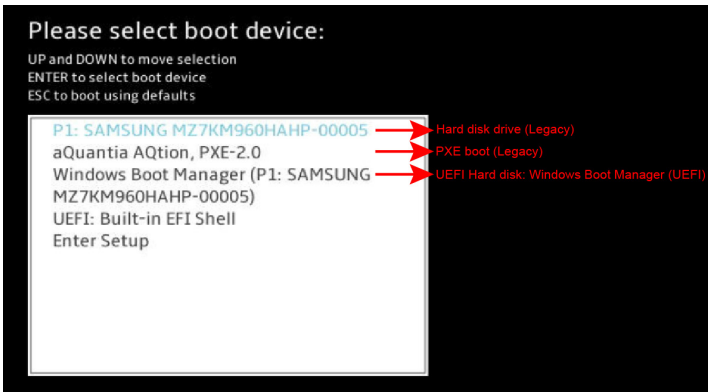 Please select boot device:
UP and DOWN to move selection
ENTER to select boot device
ESC to boot using defaults
P1: SAMSUNG MZ7KM960HAHP-00005
Hard disk drive (Legacy)
aQuantia AQtion, PXE-2.0
PXE boot (Legacy)
Windows Boot Manager (P1: SAMSUNG
UEFI Hard disk: Windows Boot Manager (UEFI)
MZ7KM960HAHP-00005)
UEFI: Built-in EFI Shell
Enter Setup